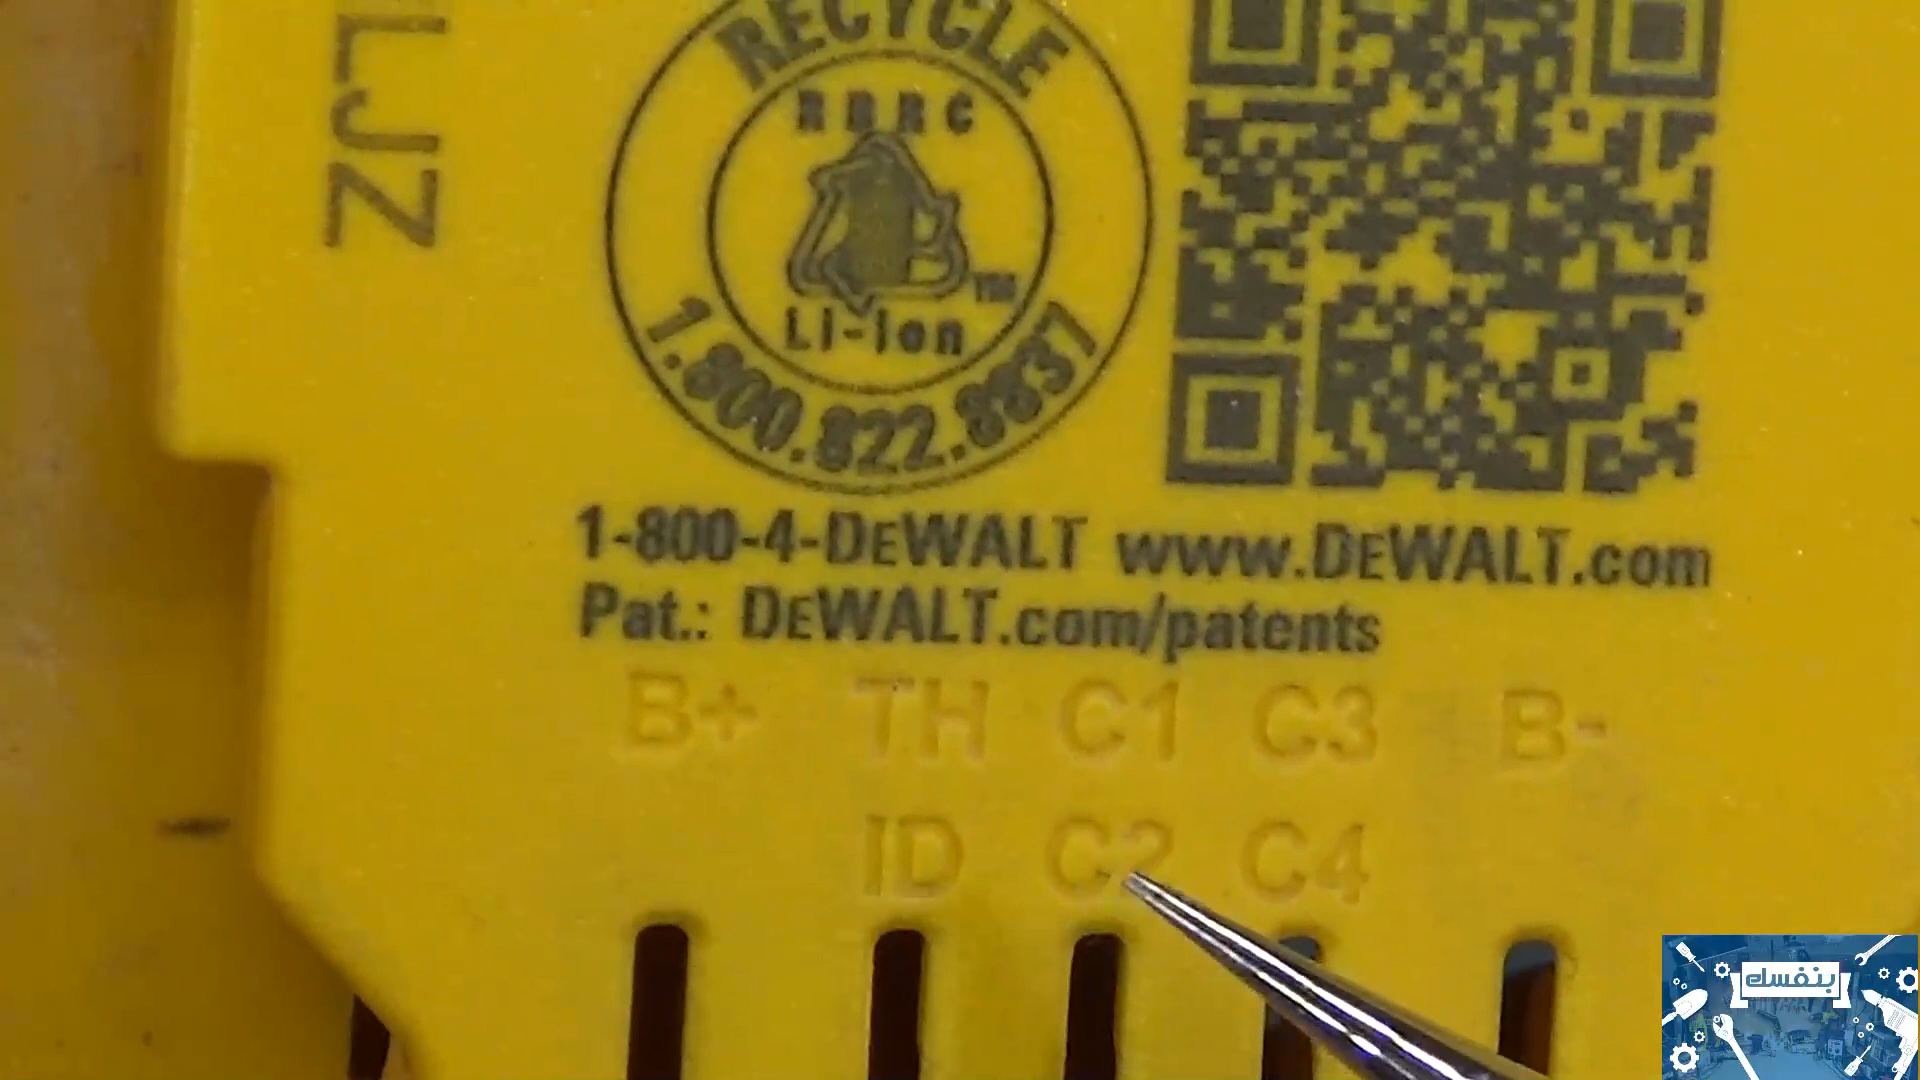 LJZ
RECYCLE
RBRC
TM
Li-ion
1.800.822.8837
1-800-4-DEWALT www.DEWALT.com
Pat.: DEWALT.com/patents
B+ TH C1 C3 B-
ID C2 C4
بنفسك